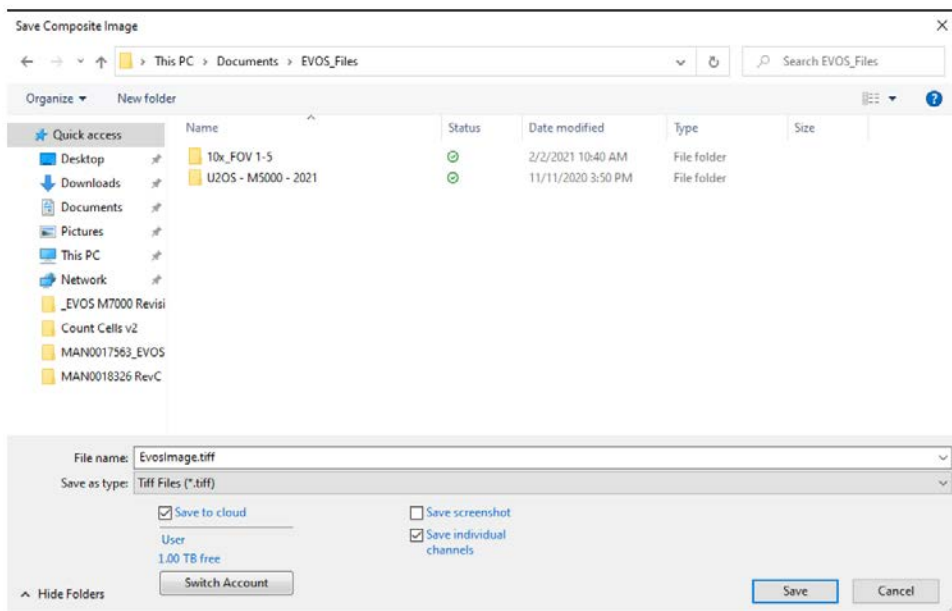 Save Composite Image
This PC > Documents > EVOS_Files
Search EVOS_Files
Organize
New folder
Name Status Date modified Type Size
Quick access
Desktop
Downloads
Documents
Pictures
This PC
Network
_EVOS M7000 Revisi
Count Cells v2
MAN0017563_EVOS
MAN0018326 RevC
10x_FOV 1-5 2/2/2021 10:40 AM File folder
U2OS - M5000 - 2021 11/11/2020 3:50 PM File folder
File name: EvosImage.tiff
Save as type: Tiff Files (*.tiff)
Save to cloud
User
1.00 TB free
Switch Account
Save screenshot
Save individual
channels
Hide Folders
Save
Cancel